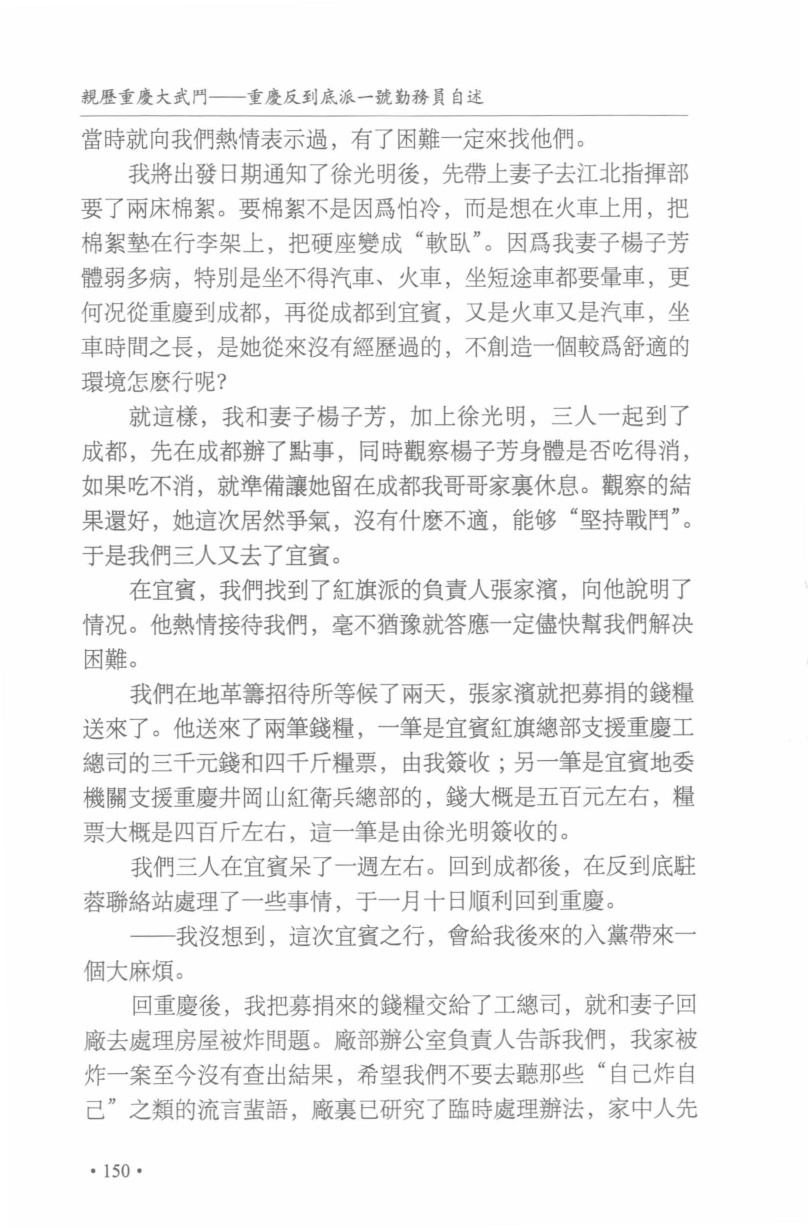 親歷重慶大武鬥——重慶反到底派一號勤務員自述
當時就向我們熱情表示過，有了困難一定來找他們。
我將出發日期通知了徐光明後，先帶上妻子去江北指揮部
要了兩床棉絮。要棉絮不是因爲怕冷，而是想在火車上用，把
棉絮墊在行李架上，把硬座變成“軟臥”。因爲我妻子楊子芳
體弱多病，特別是坐不得汽車、火車，坐短途車都要暈車，更
何况從重慶到成都，再從成都到宜賓，又是火車又是汽車，坐
車時間之長，是她從來沒有經歷過的，不創造一個較爲舒適的
環境怎麽行呢?
就這樣，我和妻子楊子芳，加上徐光明，三人一起到了
成都，先在成都辦了點事，同時觀察楊子芳身體是否吃得消，
如果吃不消，就準備讓她留在成都我哥哥家裏休息。觀察的結
果還好，她這次居然爭氣，沒有什麽不適，能够“堅持戰鬥”。
于是我們三人又去了宜賓。
在宜賓，我們找到了紅旗派的負責人張家濱，向他說明了
情况。他熱情接待我們，毫不猶豫就答應一定儘快幫我們解决
困難。
我們在地革籌招待所等候了兩天，張家濱就把募捐的錢糧
送來了。他送來了兩筆錢糧，一筆是宜賓紅旗總部支援重慶工
總司的三千元錢和四千斤糧票，由我簽收；另一筆是宜賓地委
機關支援重慶井岡山紅衛兵總部的，錢大概是五百元左右，糧
票大概是四百斤左右，這一筆是由徐光明簽收的。
我們三人在宜賓呆了一週左右。回到成都後，在反到底駐
蓉聯絡站處理了一些事情，于一月十日順利回到重慶。
——我沒想到，這次宜賓之行，會給我後來的入黨帶來一
個大麻煩。
回重慶後，我把募捐來的錢糧交給了工總司，就和妻子回
廠去處理房屋被炸問題。廠部辦公室負責人告訴我們，我家被
炸一案至今沒有查出結果，希望我們不要去聽那些“自己炸自
己”之類的流言蜚語，廠裏已研究了臨時處理辦法，家中人先
·150·